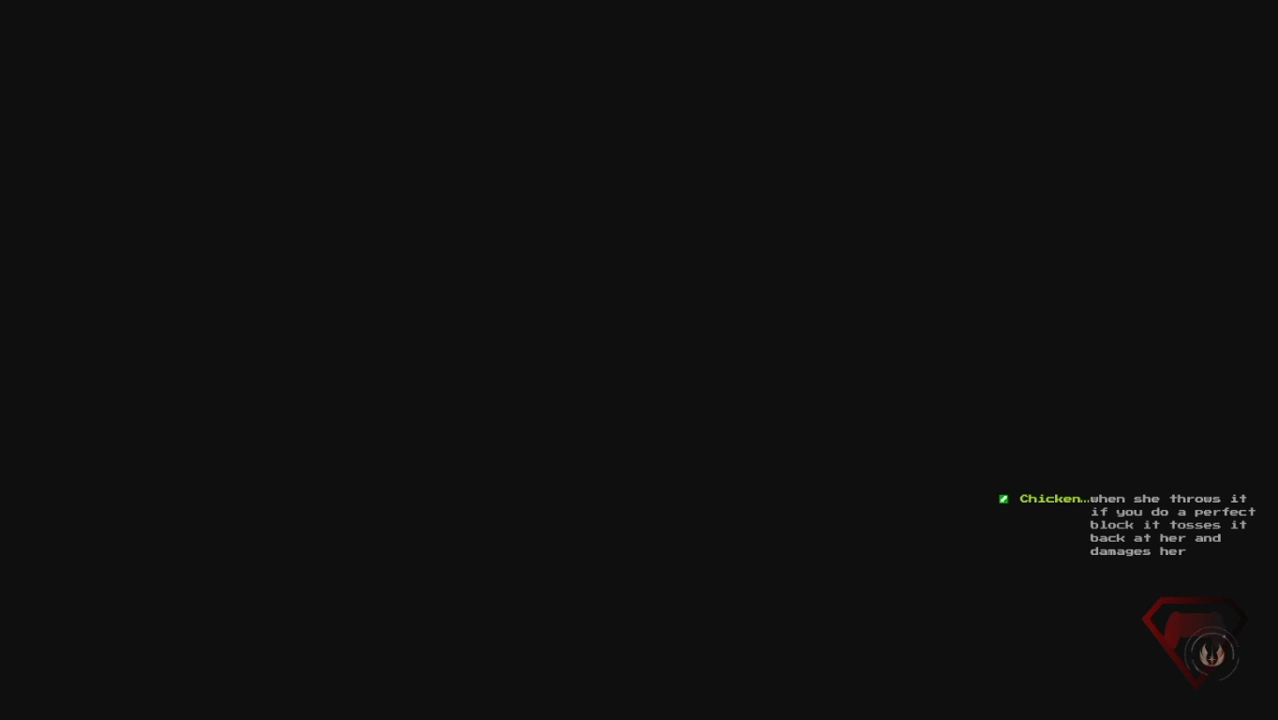 Chicken…when she throws it
if you do a perfect
block it tosses it
back at her and
damages her